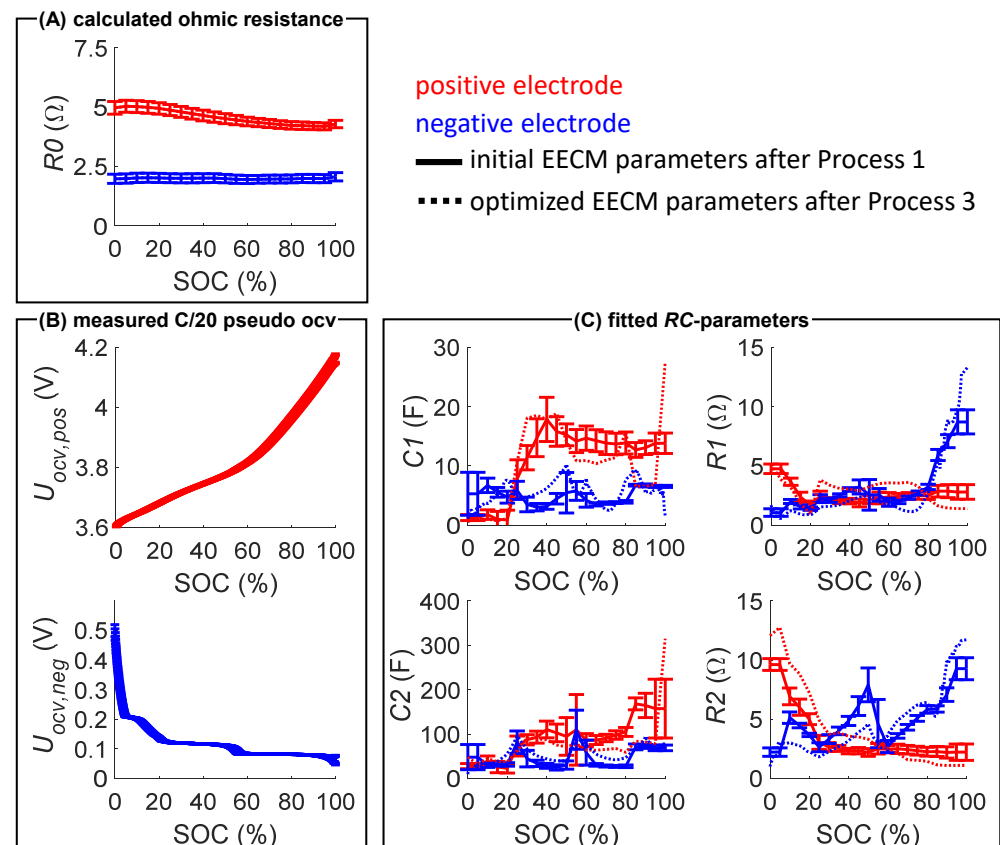 (A) calculated ohmic resistance
7.5
5
2.5
0
R0 (Ω)
0 20 40 60 80 100
SOC (%)
positive electrode
negative electrode
initial EECM parameters after Process 1
optimized EECM parameters after Process 3
(B) measured C/20 pseudo ocv
4.2
4
3.8
3.6
U_ocv,pos (V)
0 20 40 60 80 100
SOC (%)
0.5
0.4
0.3
0.2
0.1
0
U_ocv,neg (V)
0 20 40 60 80 100
SOC (%)
(C) fitted RC-parameters
30
20
10
0
C1 (F)
0 20 40 60 80 100
SOC (%)
15
10
5
0
R1 (Ω)
0 20 40 60 80 100
SOC (%)
400
300
200
100
0
C2 (F)
0 20 40 60 80 100
SOC (%)
15
10
5
0
R2 (Ω)
0 20 40 60 80 100
SOC (%)